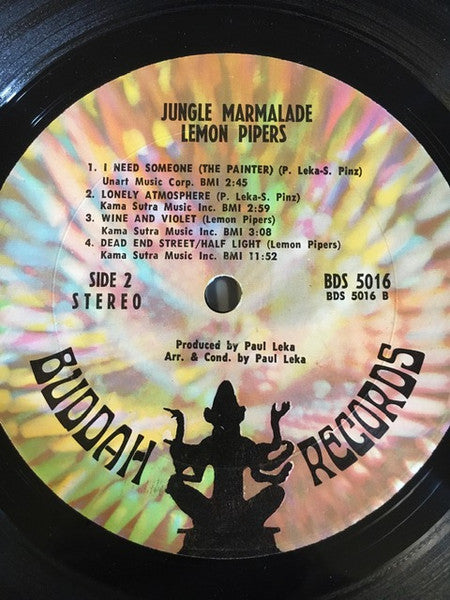 JUNGLE MARMALADE
LEMON PIPERS
1. I NEED SOMEONE (THE PAINTER) (P. Leka-S. Pinz)
Unart Music Corp. BMI 2:45
2. LONELY ATMOSPHERE (P. Leka-S. Pinz)
Kama Sutra Music Inc. BMI 2:59
3. WINE AND VIOLET (Lemon Pipers)
Kama Sutra Music Inc. BMI 3:08
4. DEAD END STREET/HALF LIGHT (Lemon Pipers)
Kama Sutra Music Inc. BMI 11:52
SIDE 2
STEREO
BDS 5016
BDS 5016 B
Produced by Paul Leka
Arr. & Cond. by Paul Leka
BUDDAH RECORDS